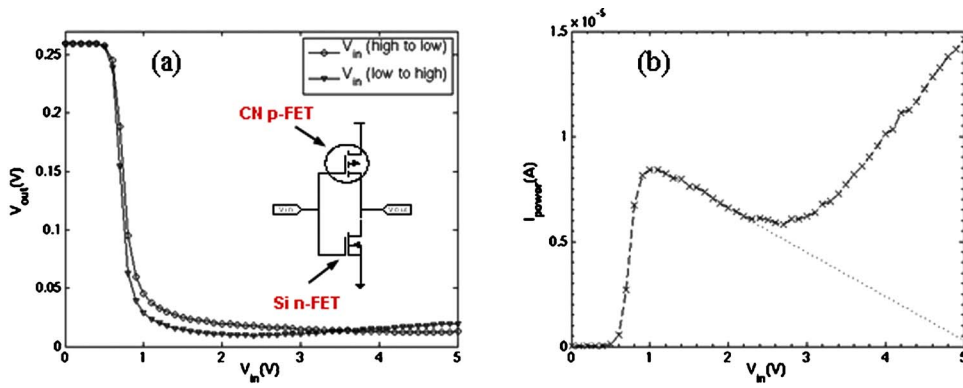 (a)
V_in (high to low)
V_in (low to high)
CN p-FET
Vin
Vout
Si n-FET
0.25
0.2
0.15
0.1
0.05
0
V_out(V)
0 1 2 3 4 5
V_in(V)
(b)
× 10⁻⁵
1.5
1
0.5
0
I_power(A)
0 1 2 3 4 5
V_in(V)